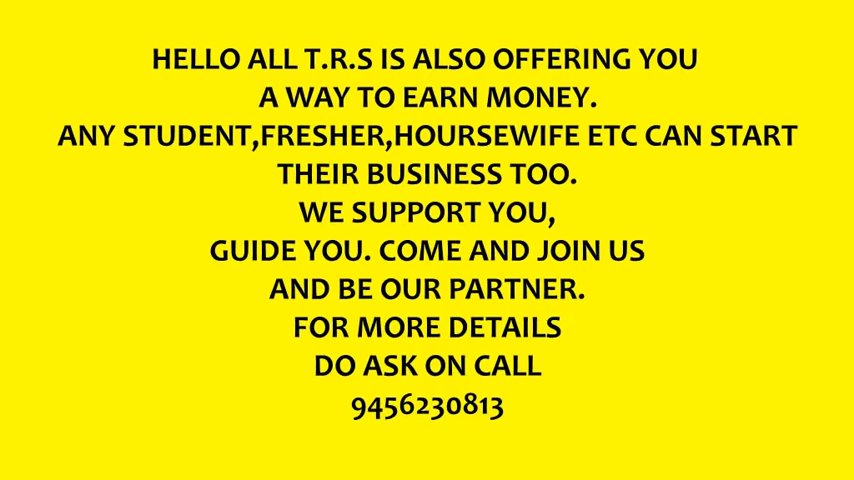 HELLO ALL T.R.S IS ALSO OFFERING YOU
A WAY TO EARN MONEY.
ANY STUDENT,FRESHER,HOURSEWIFE ETC CAN START
THEIR BUSINESS TOO.
WE SUPPORT YOU,
GUIDE YOU. COME AND JOIN US
AND BE OUR PARTNER.
FOR MORE DETAILS
DO ASK ON CALL
9456230813